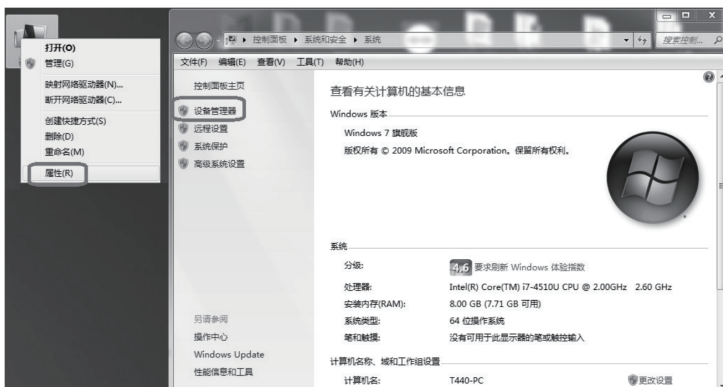 打开(O)
管理(G)
映射网络驱动器(N)...
断开网络驱动器(C)...
创建快捷方式(S)
删除(D)
重命名(M)
属性(R)
控制面板 ▸ 系统和安全 ▸ 系统
搜索控制...
文件(F) 编辑(E) 查看(V) 工具(T) 帮助(H)
控制面板主页
设备管理器
远程设置
系统保护
高级系统设置
另请参阅
操作中心
Windows Update
性能信息和工具
查看有关计算机的基本信息
Windows 版本
Windows 7 旗舰版
版权所有 © 2009 Microsoft Corporation。保留所有权利。
系统
分级: 4.6 要求刷新 Windows 体验指数
处理器: Intel(R) Core(TM) i7-4510U CPU @ 2.00GHz 2.60 GHz
安装内存(RAM): 8.00 GB (7.71 GB 可用)
系统类型: 64 位操作系统
笔和触摸: 没有可用于此显示器的笔或触控输入
计算机名称、域和工作组设置
计算机名: T440-PC 更改设置